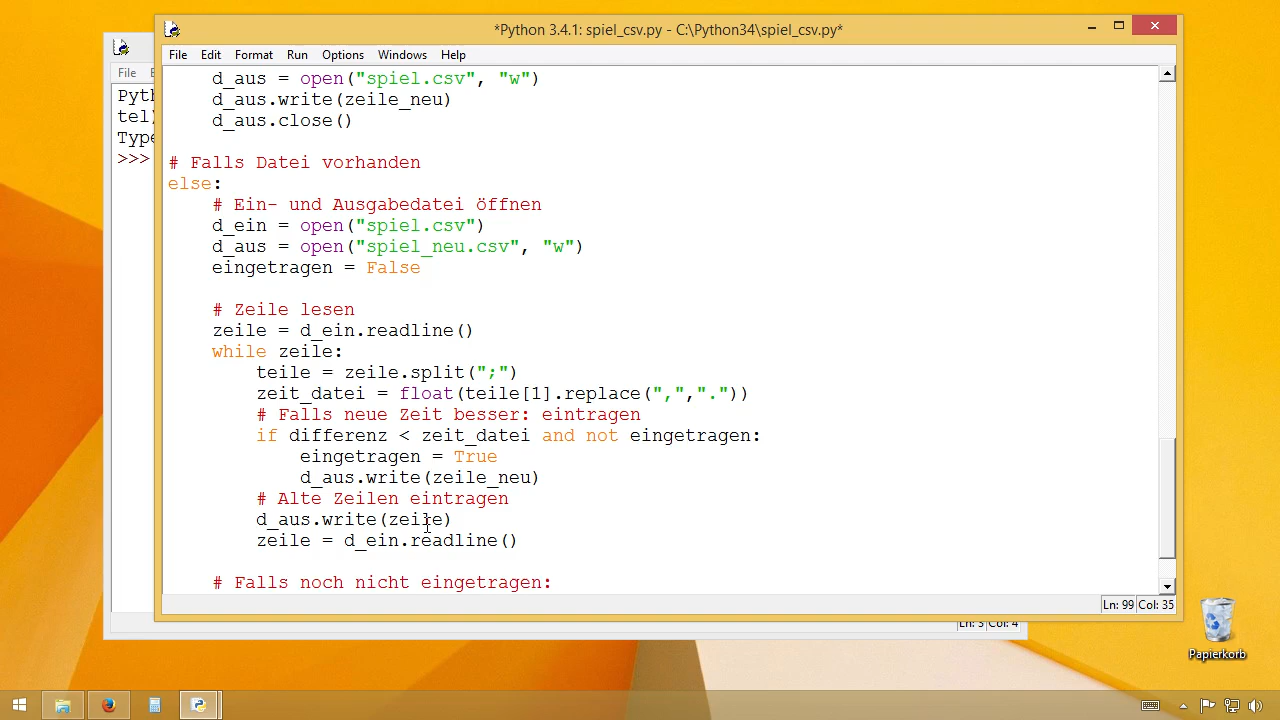 *Python 3.4.1: spiel_csv.py - C:\Python34\spiel_csv.py*
File Edit Format Run Options Windows Help
File
Pyth
tel)
Type
>>>
    d_aus = open("spiel.csv", "w")
    d_aus.write(zeile_neu)
    d_aus.close()
# Falls Datei vorhanden
else:
    # Ein- und Ausgabedatei öffnen
    d_ein = open("spiel.csv")
    d_aus = open("spiel_neu.csv", "w")
    eingetragen = False
    # Zeile lesen
    zeile = d_ein.readline()
    while zeile:
        teile = zeile.split(";")
        zeit_datei = float(teile[1].replace(",","."))
        # Falls neue Zeit besser: eintragen
        if differenz < zeit_datei and not eingetragen:
            eingetragen = True
            d_aus.write(zeile_neu)
        # Alte Zeilen eintragen
        d_aus.write(zeile)
        zeile = d_ein.readline()
    # Falls noch nicht eingetragen:
Ln: 99 Col: 35
Papierkorb